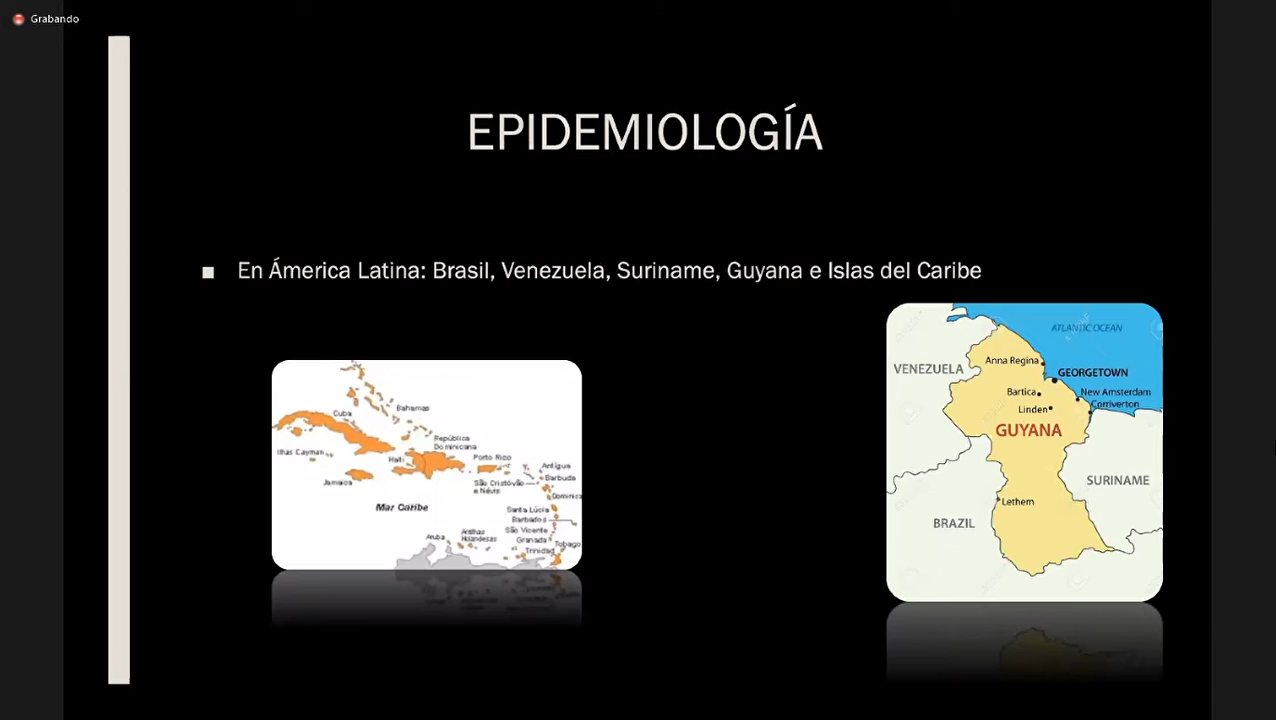 Grabando
EPIDEMIOLOGÍA
En Ámerica Latina: Brasil, Venezuela, Suriname, Guyana e Islas del Caribe
Cuba
Bahamas
República
Dominicana
Ilhas Cayman
Haiti
Porto Rico
Jamaica
Antígua
Barbuda
São Cristóvão
e Névis
Dominica
Mar Caribe
Santa Lúcia
Barbados
São Vicente
Granada
Aruba
Antilhas
Holandesas
Tobago
Trinidad
ATLANTIC OCEAN
VENEZUELA
Anna Regina
GEORGETOWN
Bartica
New Amsterdam
Corriverton
Linden
GUYANA
SURINAME
Lethem
BRAZIL